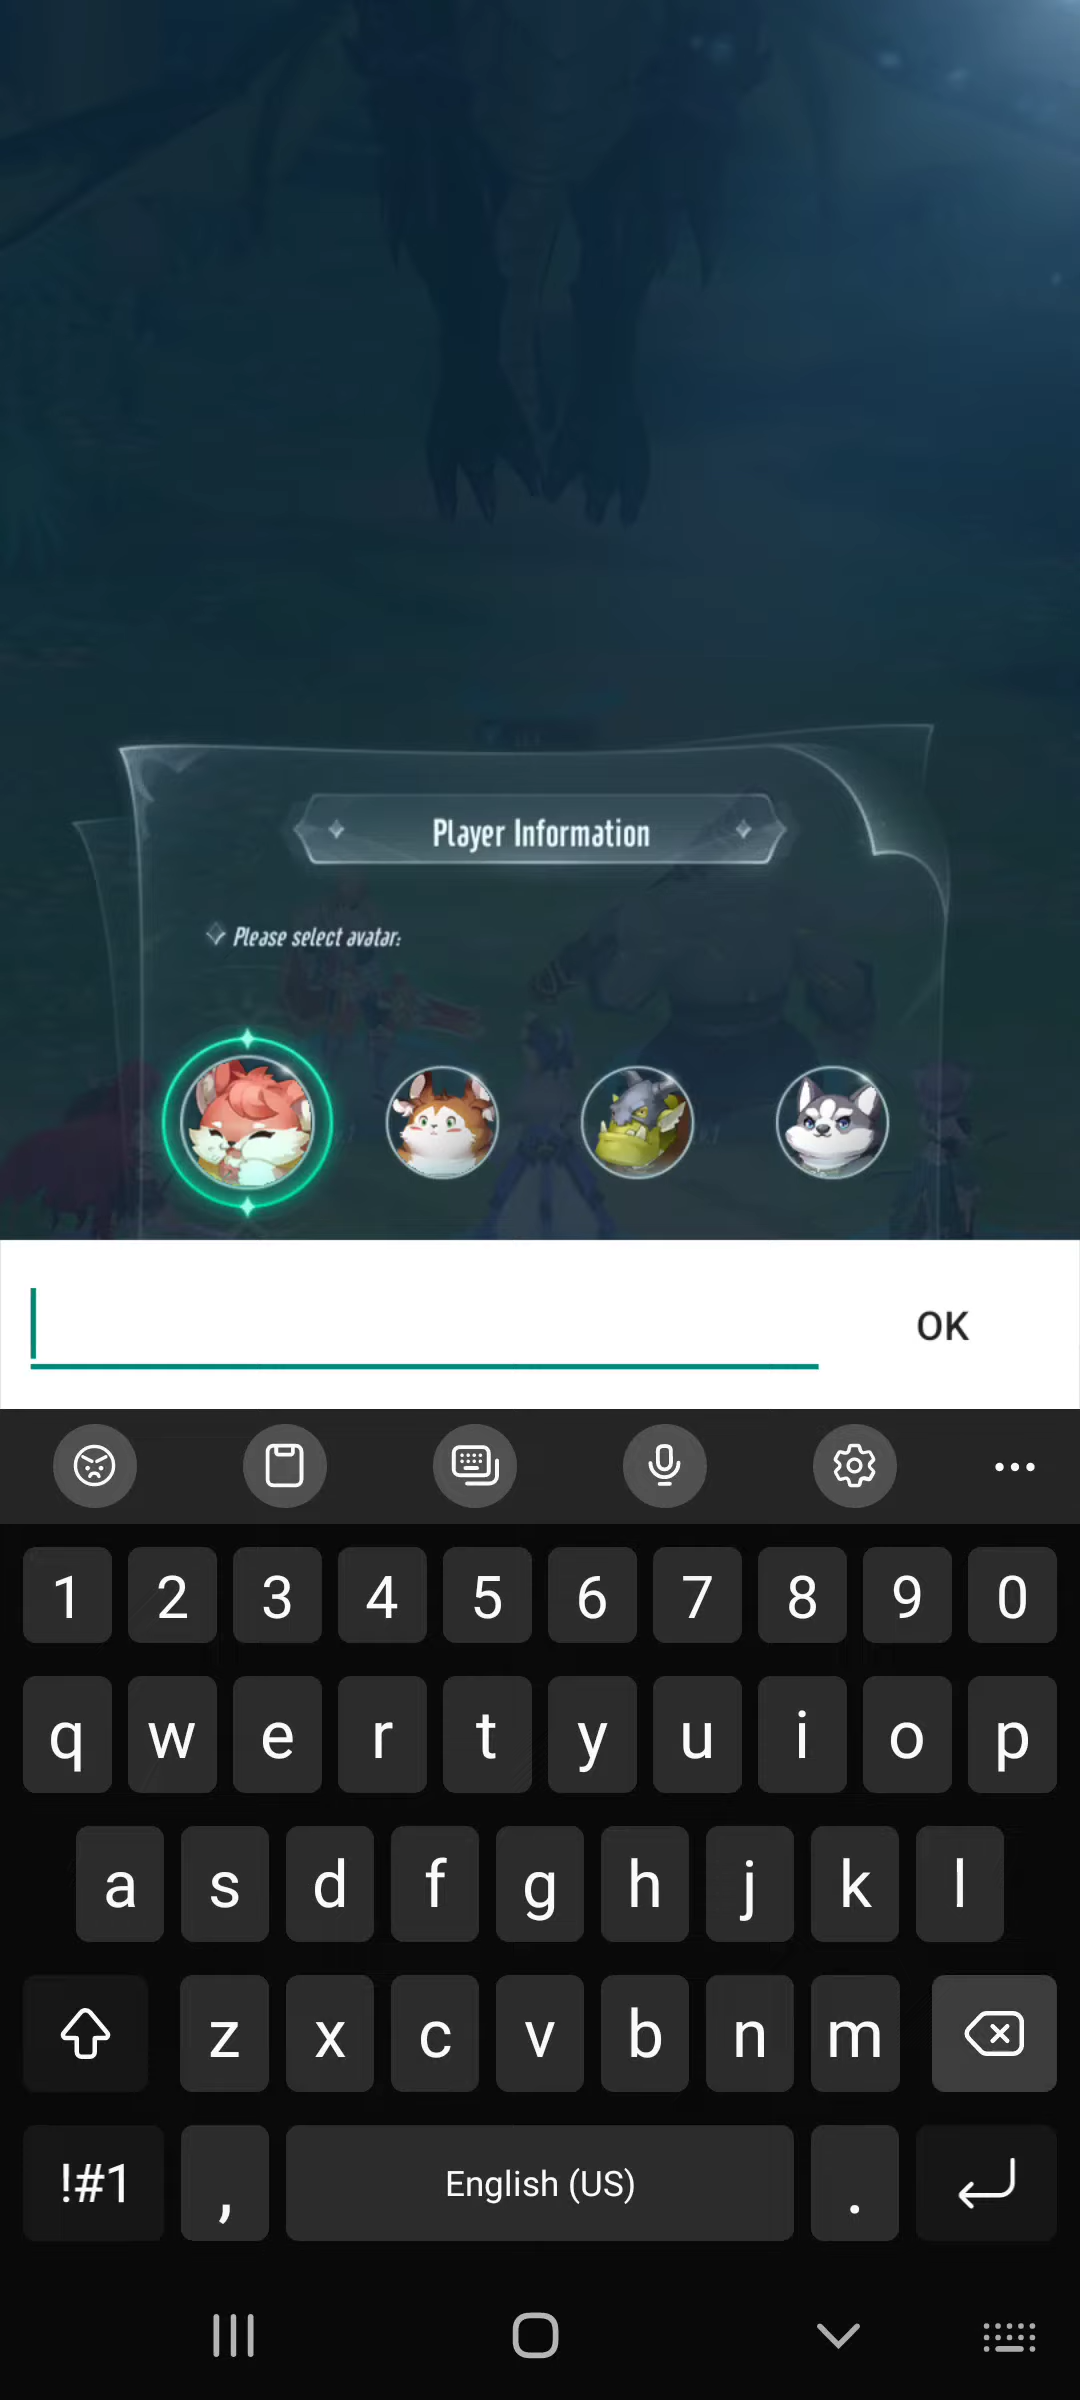 Player Information
Please select avatar:
OK
1 2 3 4 5 6 7 8 9 0
q w e r t y u i o p
a s d f g h j k l
z x c v b n m
!#1 , English (US) .